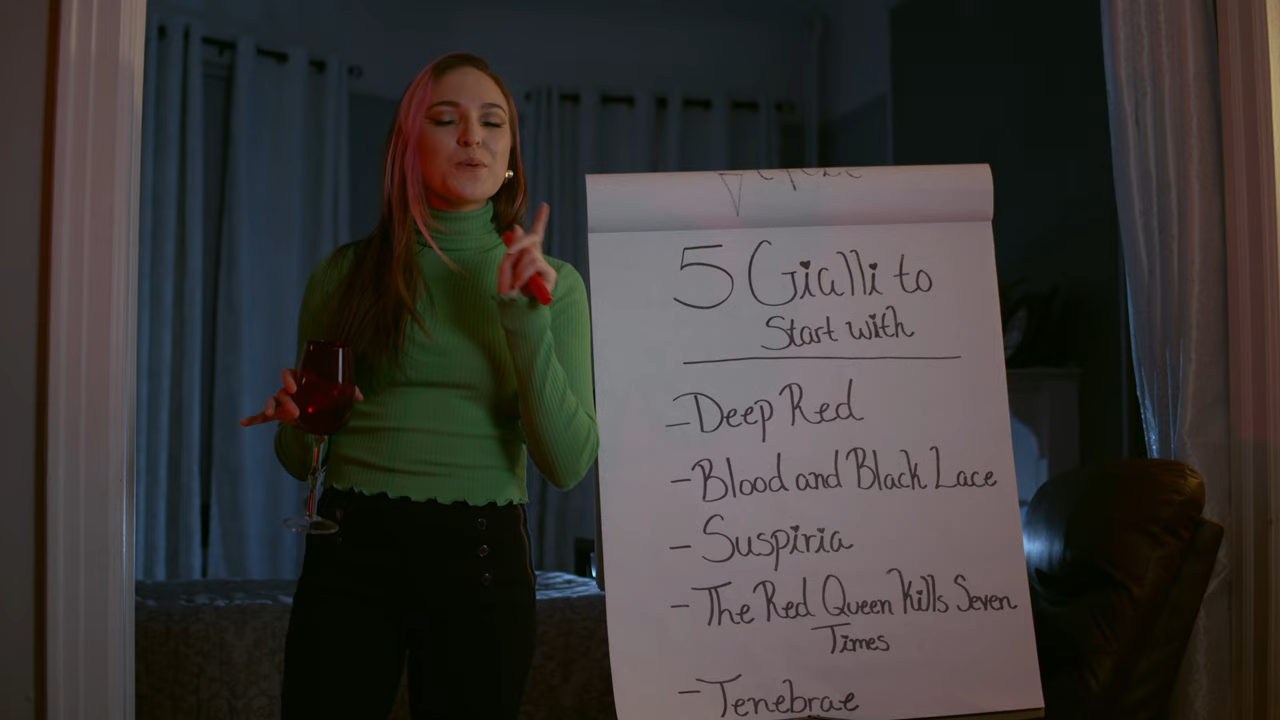 5 Gialli to
Start with
- Deep Red
- Blood and Black Lace
- Suspiria
- The Red Queen Kills Seven
Times
- Tenebrae